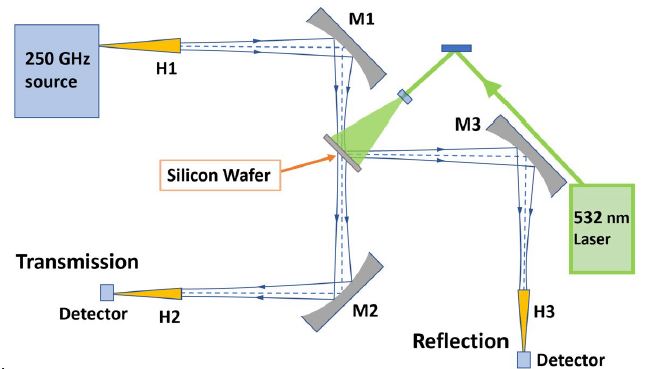 M1
250 GHz
source
H1
M3
Silicon Wafer
532 nm
Laser
Transmission
Detector
H2
M2
H3
Reflection
Detector